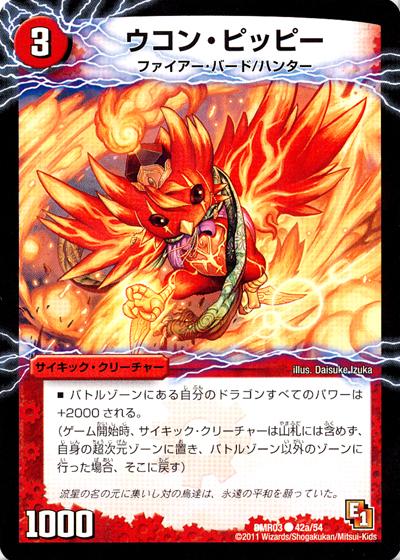 3
ウコン・ピッピー
ファイアー・バード/ハンター
illus. Daisuke Izuka
サイキック・クリーチャー
■ バトルゾーンにある自分のドラゴンすべてのパワーは
+2000 される。
(ゲーム開始時、サイキック・クリーチャーは山札には含めず、
自身の超次元ゾーンに置き、バトルゾーン以外のゾーンに
行った場合、そこに戻す)
流星の名の元に集いし対の鳥達は、永遠の平和を願っていた。
1000
DMR03 ● 42a/54
©2011 Wizards/Shogakukan/Mitsui-Kids
E1